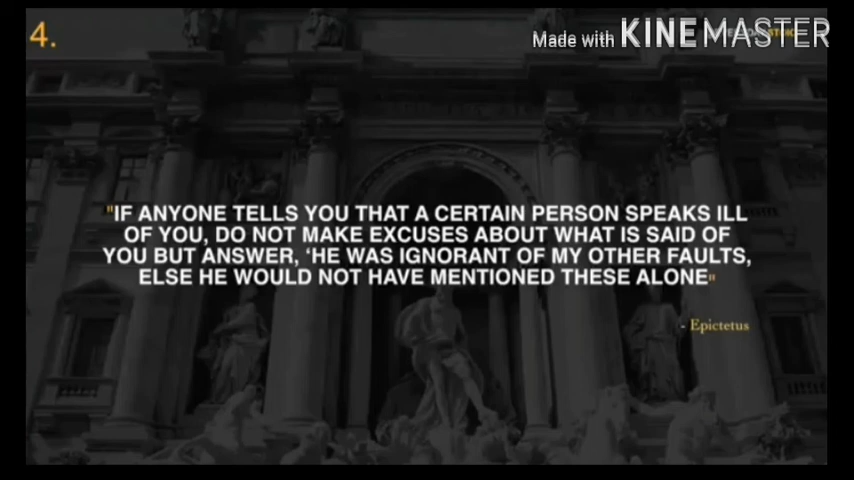 4.
Made with KINEMASTER
"IF ANYONE TELLS YOU THAT A CERTAIN PERSON SPEAKS ILL
OF YOU, DO NOT MAKE EXCUSES ABOUT WHAT IS SAID OF
YOU BUT ANSWER, 'HE WAS IGNORANT OF MY OTHER FAULTS,
ELSE HE WOULD NOT HAVE MENTIONED THESE ALONE"
- Epictetus